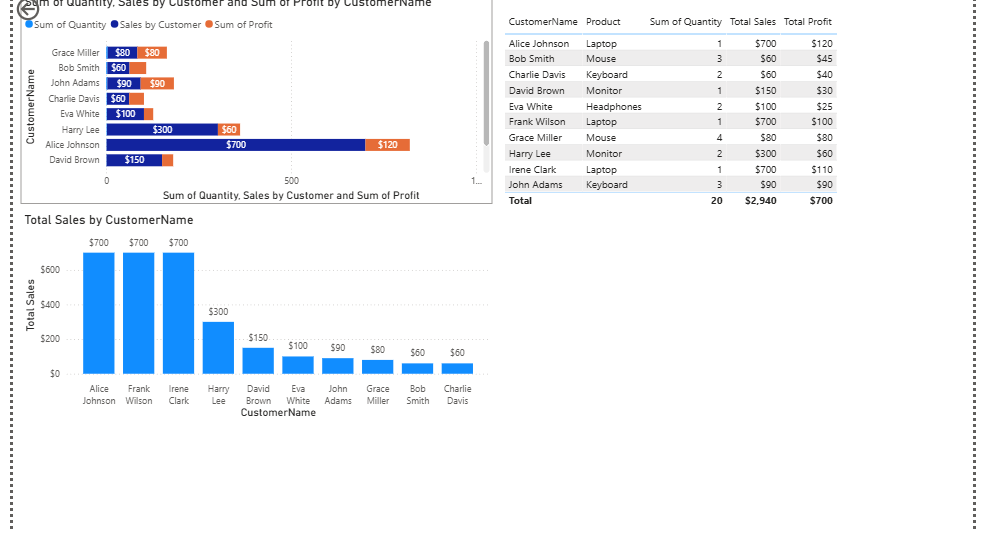 Sum of Quantity, Sales by Customer and Sum of Profit by CustomerName
Sum of Quantity Sales by Customer Sum of Profit
CustomerName
Grace Miller $80 $80
Bob Smith $60
John Adams $90 $90
Charlie Davis $60
Eva White $100
Harry Lee $300 $60
Alice Johnson $700 $120
David Brown $150
0 500 1...
Sum of Quantity, Sales by Customer and Sum of Profit
CustomerName Product Sum of Quantity Total Sales Total Profit
Alice Johnson Laptop 1 $700 $120
Bob Smith Mouse 3 $60 $45
Charlie Davis Keyboard 2 $60 $40
David Brown Monitor 1 $150 $30
Eva White Headphones 2 $100 $25
Frank Wilson Laptop 1 $700 $100
Grace Miller Mouse 4 $80 $80
Harry Lee Monitor 2 $300 $60
Irene Clark Laptop 1 $700 $110
John Adams Keyboard 3 $90 $90
Total 20 $2,940 $700
Total Sales by CustomerName
Total Sales
$600
$400
$200
$0
$700 $700 $700 $300 $150 $100 $90 $80 $60 $60
Alice Frank Irene Harry David Eva John Grace Bob Charlie
Johnson Wilson Clark Lee Brown White Adams Miller Smith Davis
CustomerName